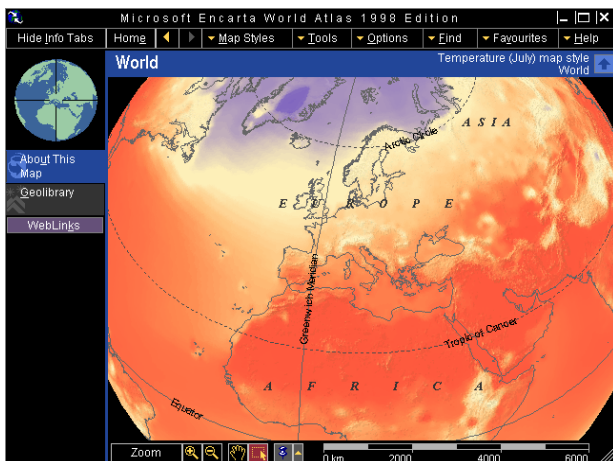 Microsoft Encarta World Atlas 1998 Edition
Hide Info Tabs Home Map Styles Tools Options Find Favourites Help
World
Temperature (July) map style
World
ASIA
Arctic Circle
About This
Map
EUROPE
Geolibrary
WebLinks
Greenwich Meridian
Tropic of Cancer
AFRICA
Equator
Zoom
0 km 2000 4000 6000